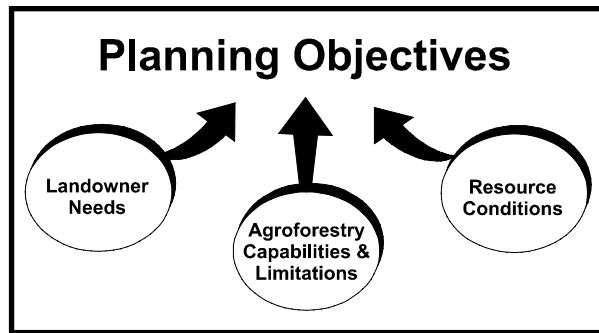 Planning Objectives
Landowner
Needs
Agroforestry
Capabilities &
Limitations
Resource
Conditions